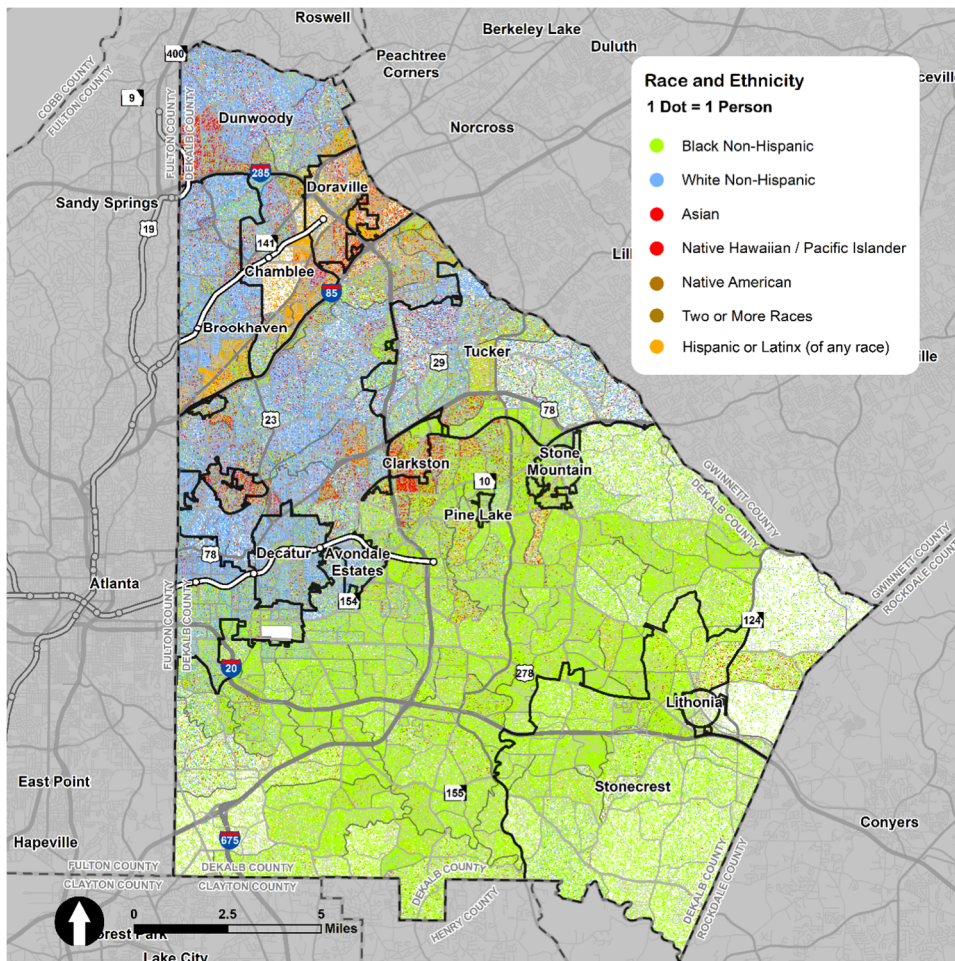 Roswell
Berkeley Lake
Duluth
Peachtree
Corners
400
COBB COUNTY
FULTON COUNTY
9
Dunwoody
Norcross
FULTON COUNTY
DEKALB COUNTY
285
Doraville
Sandy Springs
19
141
Chamblee
85
Brookhaven
Race and Ethnicity
1 Dot = 1 Person
Black Non-Hispanic
White Non-Hispanic
Asian
Native Hawaiian / Pacific Islander
Native American
Two or More Races
Hispanic or Latinx (of any race)
29
Tucker
23
78
Clarkston
Stone
Mountain
10
Pine Lake
GWINNETT COUNTY
DEKALB COUNTY
78
Decatur
Avondale
Estates
Atlanta
154
GWINNETT COUNTY
ROCKDALE COUNTY
124
FULTON COUNTY
DEKALB COUNTY
20
278
Lithonia
East Point
155
Stonecrest
Hapeville
675
Conyers
FULTON COUNTY
CLAYTON COUNTY
DEKALB COUNTY
CLAYTON COUNTY
DEKALB COUNTY
HENRY COUNTY
DEKALB COUNTY
ROCKDALE COUNTY
0 2.5 5
Miles
orest Park
Lake City